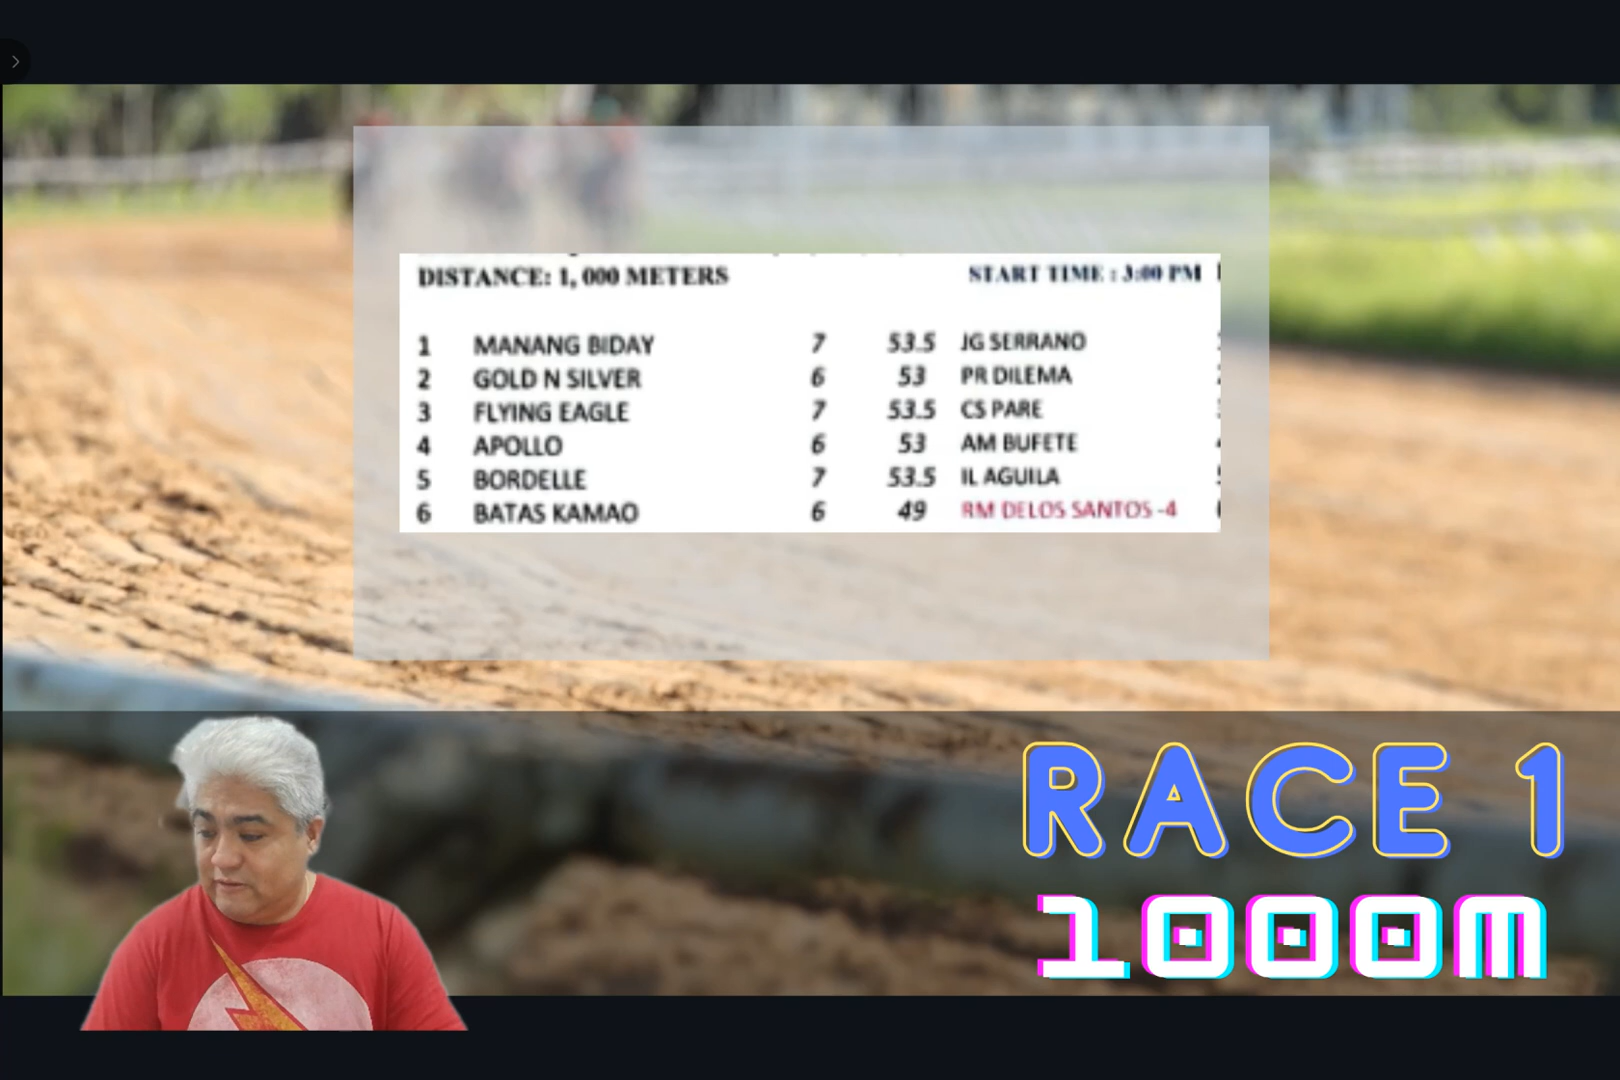 DISTANCE: 1, 000 METERS START TIME : 3:00 PM
1 MANANG BIDAY 7 53.5 JG SERRANO
2 GOLD N SILVER 6 53 PR DILEMA
3 FLYING EAGLE 7 53.5 CS PARE
4 APOLLO 6 53 AM BUFETE
5 BORDELLE 7 53.5 IL AGUILA
6 BATAS KAMAO 6 49 RM DELOS SANTOS -4
RACE 1
1000M